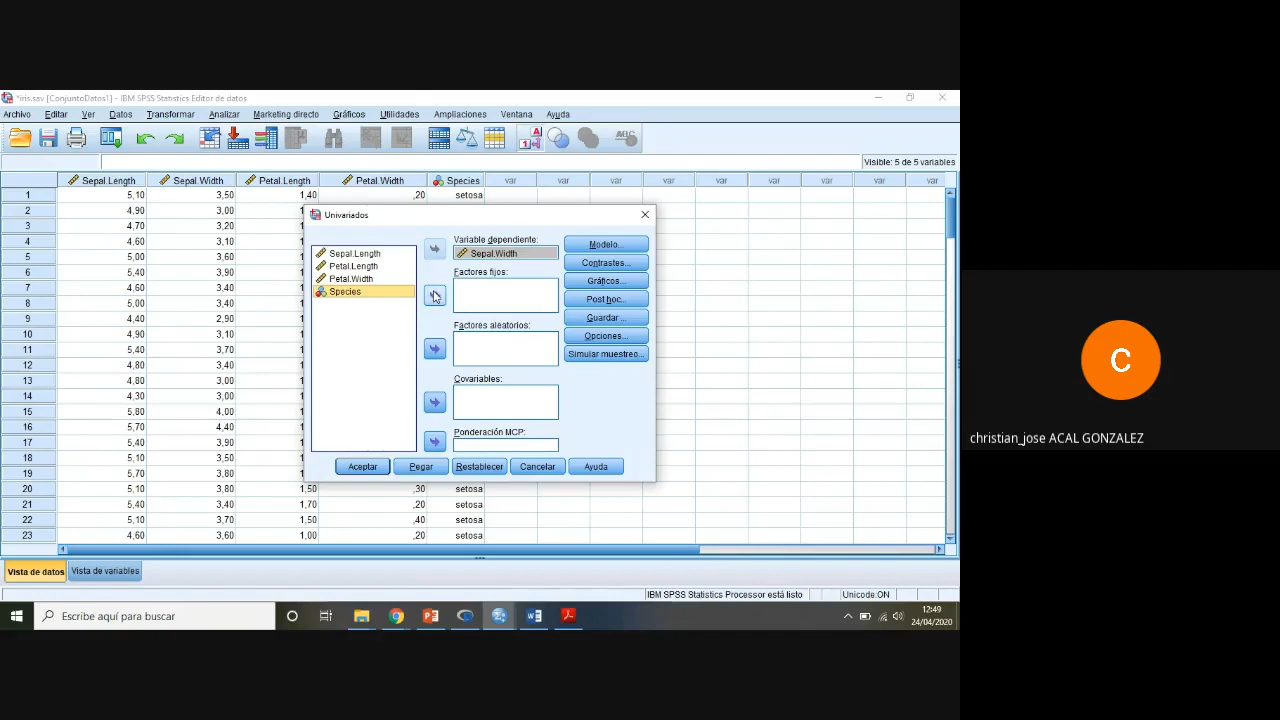 *iris.sav [ConjuntoDatos1] - IBM SPSS Statistics Editor de datos
Archivo Editar Ver Datos Transformar Analizar Marketing directo Gráficos Utilidades Ampliaciones Ventana Ayuda
Visible: 5 de 5 variables
Sepal.Length Sepal.Width Petal.Length Petal.Width Species var var var var var var var var var
1 5,10 3,50 1,40 ,20 setosa
2 4,90 3,00
3 4,70 3,20
4 4,60 3,10
5 5,00 3,60
6 5,40 3,90
7 4,60 3,40
8 5,00 3,40
9 4,40 2,90
10 4,90 3,10
11 5,40 3,70
12 4,80 3,40
13 4,80 3,00
14 4,30 3,00
15 5,80 4,00
16 5,70 4,40
17 5,40 3,90
18 5,10 3,50
19 5,70 3,80
20 5,10 3,80 1,50 ,30 setosa
21 5,40 3,40 1,70 ,20 setosa
22 5,10 3,70 1,50 ,40 setosa
23 4,60 3,60 1,00 ,20 setosa
Univariados
Sepal.Length
Petal.Length
Petal.Width
Species
Variable dependiente:
Sepal.Width
Factores fijos:
Factores aleatorios:
Covariables:
Ponderación MCP:
Modelo...
Contrastes...
Gráficos...
Post hoc...
Guardar...
Opciones...
Simular muestreo...
Aceptar Pegar Restablecer Cancelar Ayuda
Vista de datos Vista de variables
IBM SPSS Statistics Processor está listo Unicode:ON
Escribe aquí para buscar
12:49
24/04/2020
C
christian_jose ACAL GONZALEZ